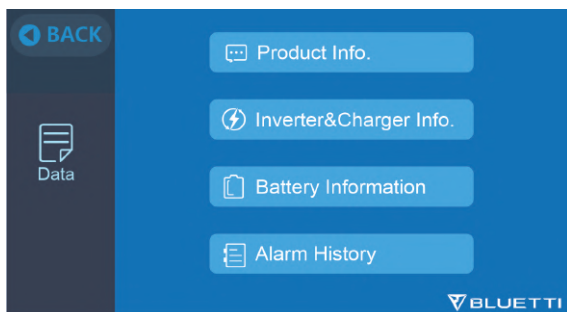 BACK
Product Info.
Inverter&Charger Info.
Data
Battery Information
Alarm History
BLUETTI